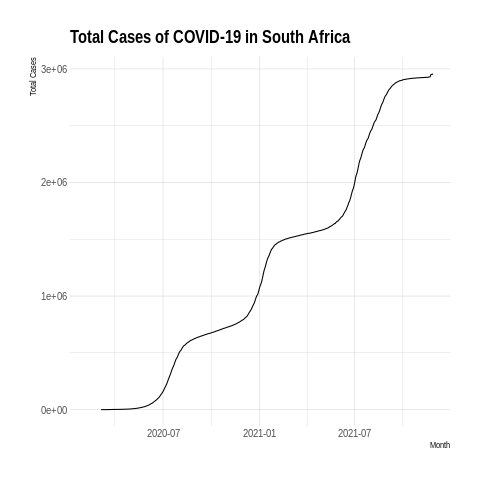 Total Cases of COVID-19 in South Africa
Total Cases
3e+06
2e+06
1e+06
0e+00
2020-07
2021-01
2021-07
Month